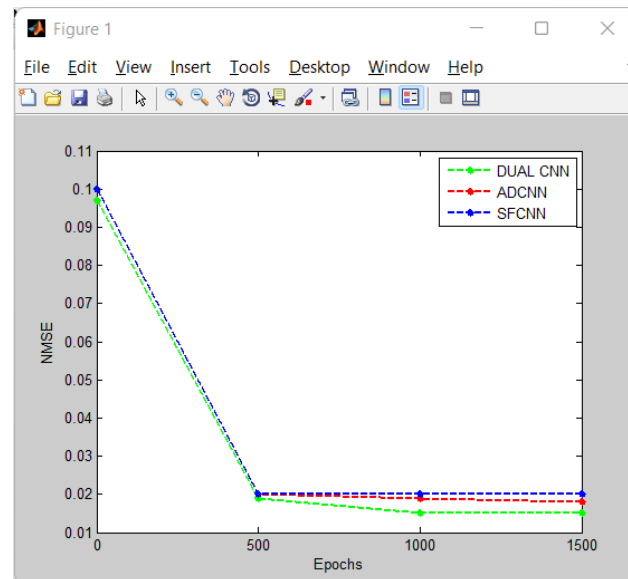 Figure 1
File Edit View Insert Tools Desktop Window Help
0.11
0.1
0.09
0.08
0.07
0.06
0.05
0.04
0.03
0.02
0.01
NMSE
DUAL CNN
ADCNN
SFCNN
0 500 1000 1500
Epochs